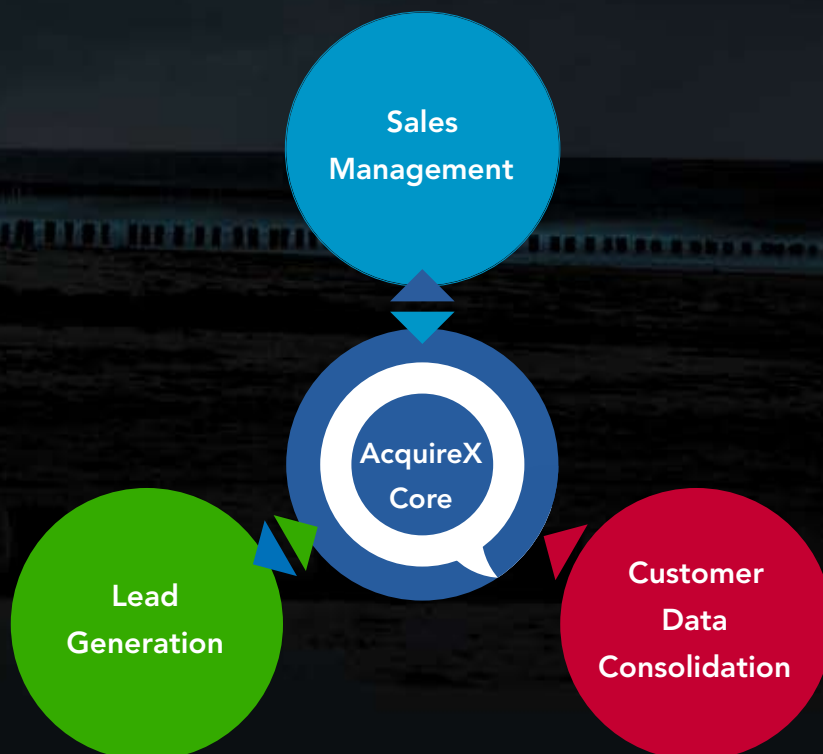 Sales
Management
AcquireX
Core
Lead
Generation
Customer
Data
Consolidation